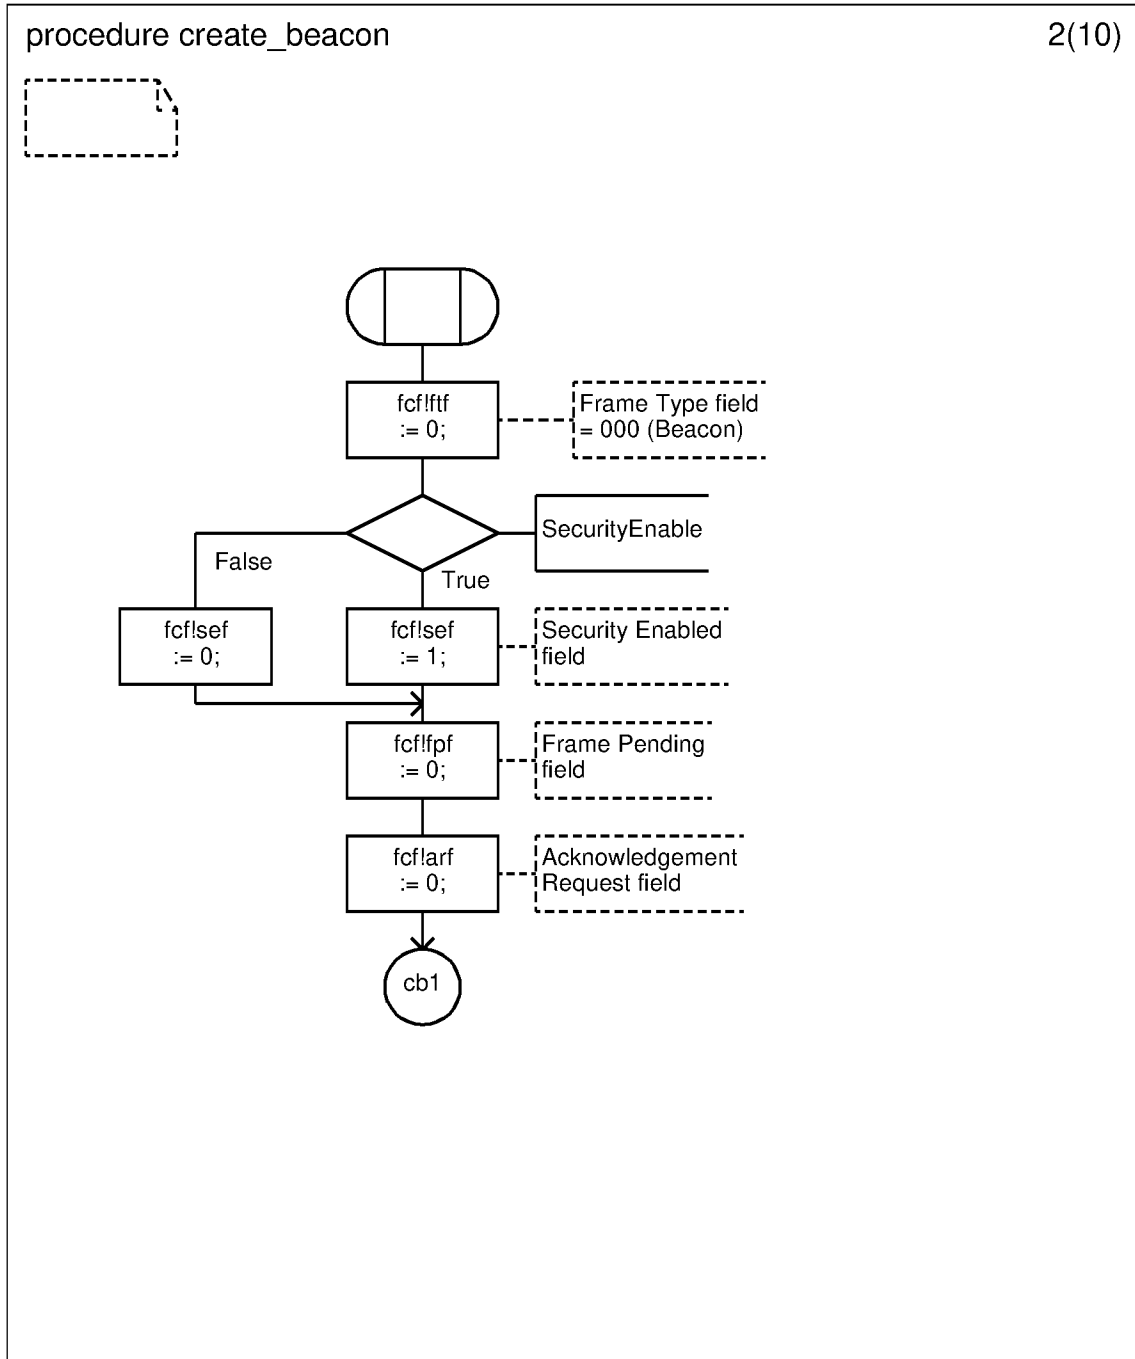 procedure create_beacon
2(10)
fcf!ftf
:= 0;
Frame Type field
= 000 (Beacon)
SecurityEnable
False
True
fcf!sef
:= 0;
fcf!sef
:= 1;
Security Enabled
field
fcf!fpf
:= 0;
Frame Pending
field
fcf!arf
:= 0;
Acknowledgement
Request field
cb1